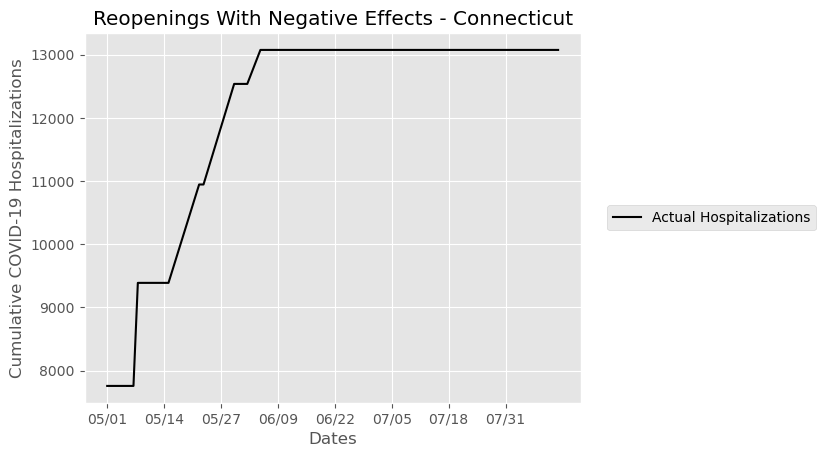 Reopenings With Negative Effects - Connecticut
Cumulative COVID-19 Hospitalizations
13000
12000
11000
10000
9000
8000
05/01 05/14 05/27 06/09 06/22 07/05 07/18 07/31
Dates
Actual Hospitalizations